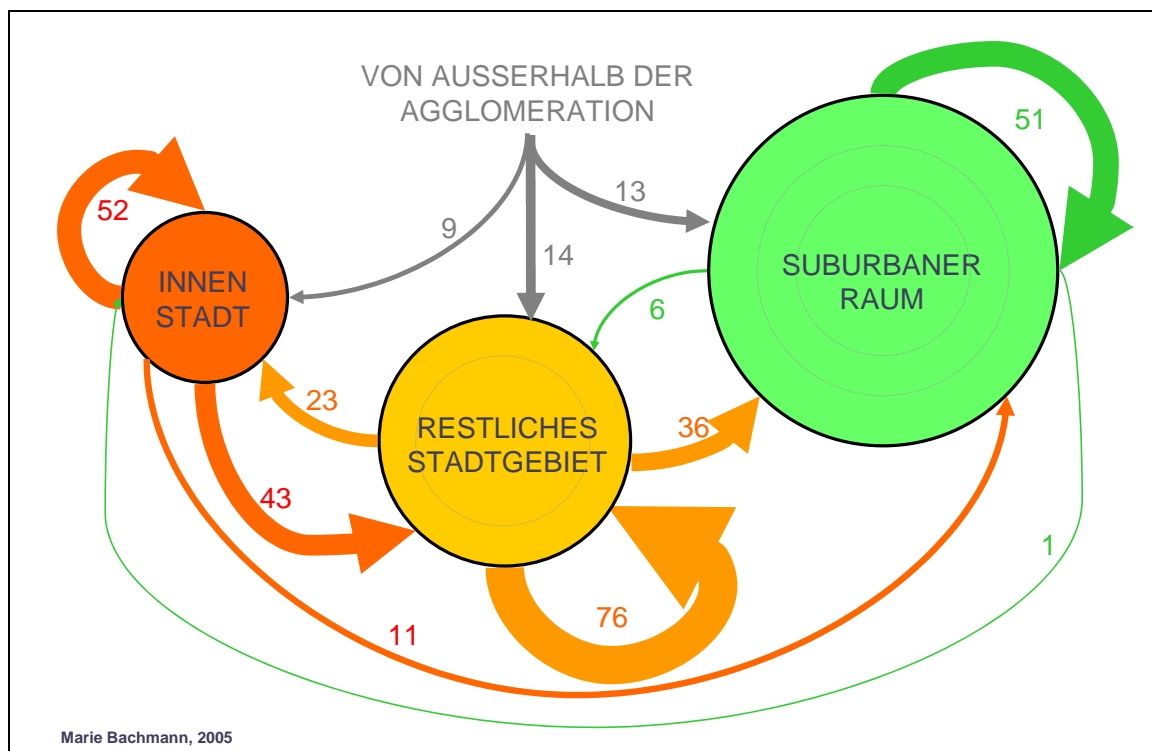 VON AUSSERHALB DER
AGGLOMERATION
51
52
13
9
14
INNEN
STADT
SUBURBANER
RAUM
6
23
RESTLICHES
STADTGEBIET
36
43
1
76
11
Marie Bachmann, 2005